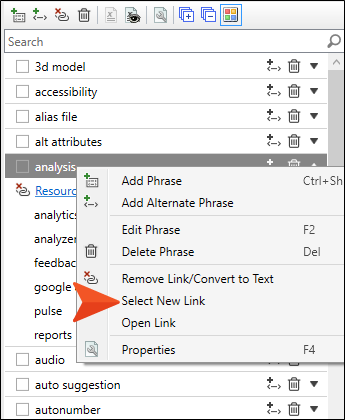 Search
3d model
accessibility
alias file
alt attributes
analysis
Resourc
Add Phrase Ctrl+Sh
Add Alternate Phrase
analytics
Edit Phrase F2
analyzer
Delete Phrase Del
feedbac
Remove Link/Convert to Text
google
Select New Link
pulse
Open Link
reports
Properties F4
audio
auto suggestion
autonumber